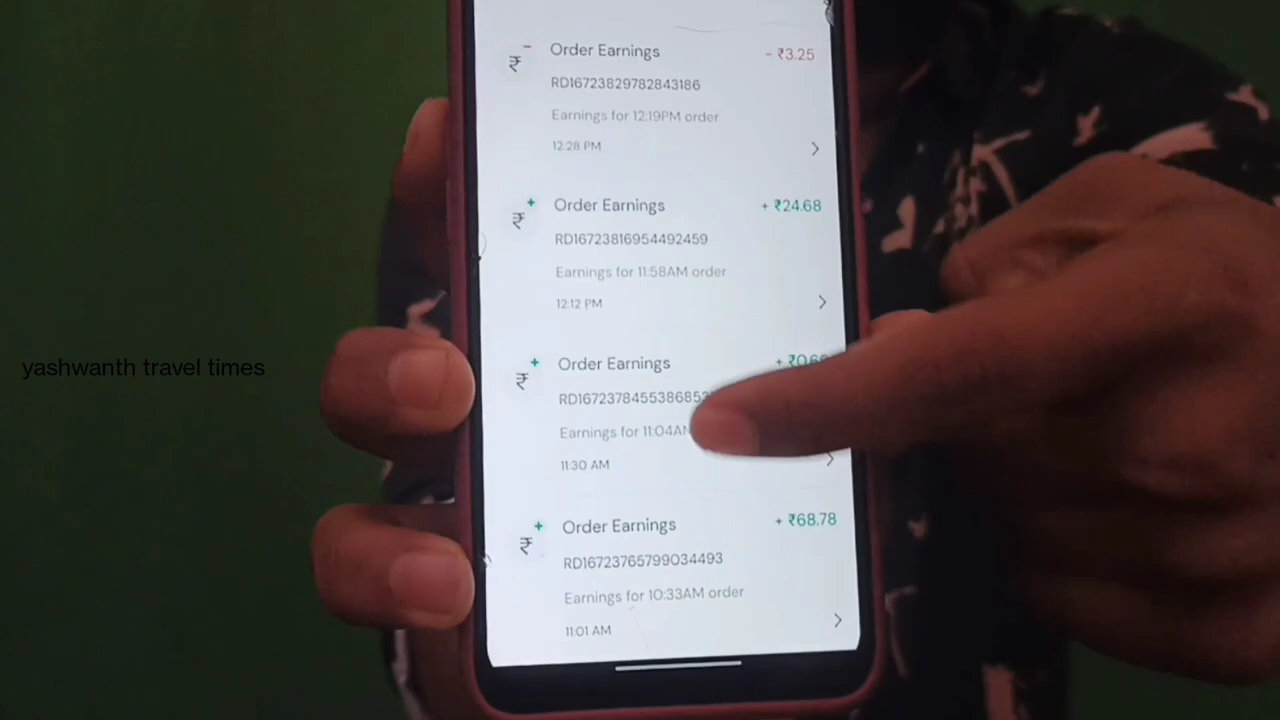 Order Earnings
- ₹3.25
RD16723829782843186
Earnings for 12:19PM order
12.28 PM
Order Earnings
+ ₹24.68
RD16723816954492459
Earnings for 11:58AM order
12:12 PM
Order Earnings
Earnings for 11:04AM
11:30 AM
Order Earnings
+ ₹68.78
RD16723765799034493
Earnings for 10:33AM order
11:01 AM
yashwanth travel times